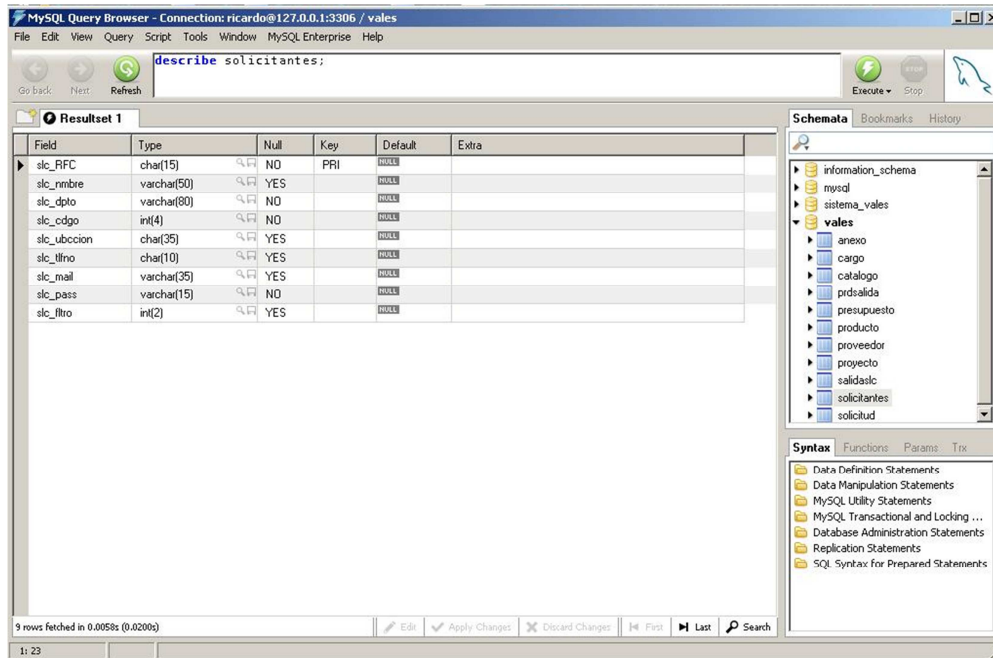 MySQL Query Browser - Connection: ricardo@127.0.0.1:3306 / vales
File Edit View Query Script Tools Window MySQL Enterprise Help
describe solicitantes;
Go back Next Refresh Execute Stop
Resultset 1
Field Type Null Key Default Extra
slc_RFC char(15) NO PRI NULL
slc_nmbre varchar(50) YES NULL
slc_dpto varchar(80) NO NULL
slc_cdgo int(4) NO NULL
slc_ubccion char(35) YES NULL
slc_tlfno char(10) YES NULL
slc_mail varchar(35) YES NULL
slc_pass varchar(15) NO NULL
slc_fltro int(2) YES NULL
Schemata Bookmarks History
information_schema
mysql
sistema_vales
vales
anexo
cargo
catalogo
prdsalida
presupuesto
producto
proveedor
proyecto
salidaslc
solicitantes
solicitud
Syntax Functions Params Trx
Data Definition Statements
Data Manipulation Statements
MySQL Utility Statements
MySQL Transactional and Locking ...
Database Administration Statements
Replication Statements
SQL Syntax for Prepared Statements
9 rows fetched in 0.0058s (0.0200s) Edit Apply Changes Discard Changes First Last Search
1: 23